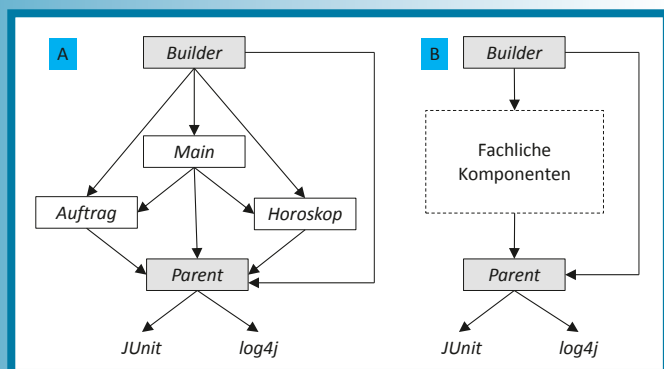 A
Builder
Main
Auftrag
Horoskop
Parent
JUnit
log4j
B
Builder
Fachliche
Komponenten
Parent
JUnit
log4j